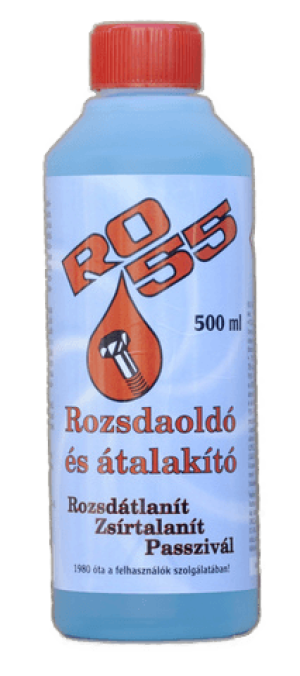 RO
55
500 ml
Rozsdaoldó
és átalakító
Rozsdátlanít
Zsírtalanít
Passzivál
1980 óta a felhasználók szolgálatában!